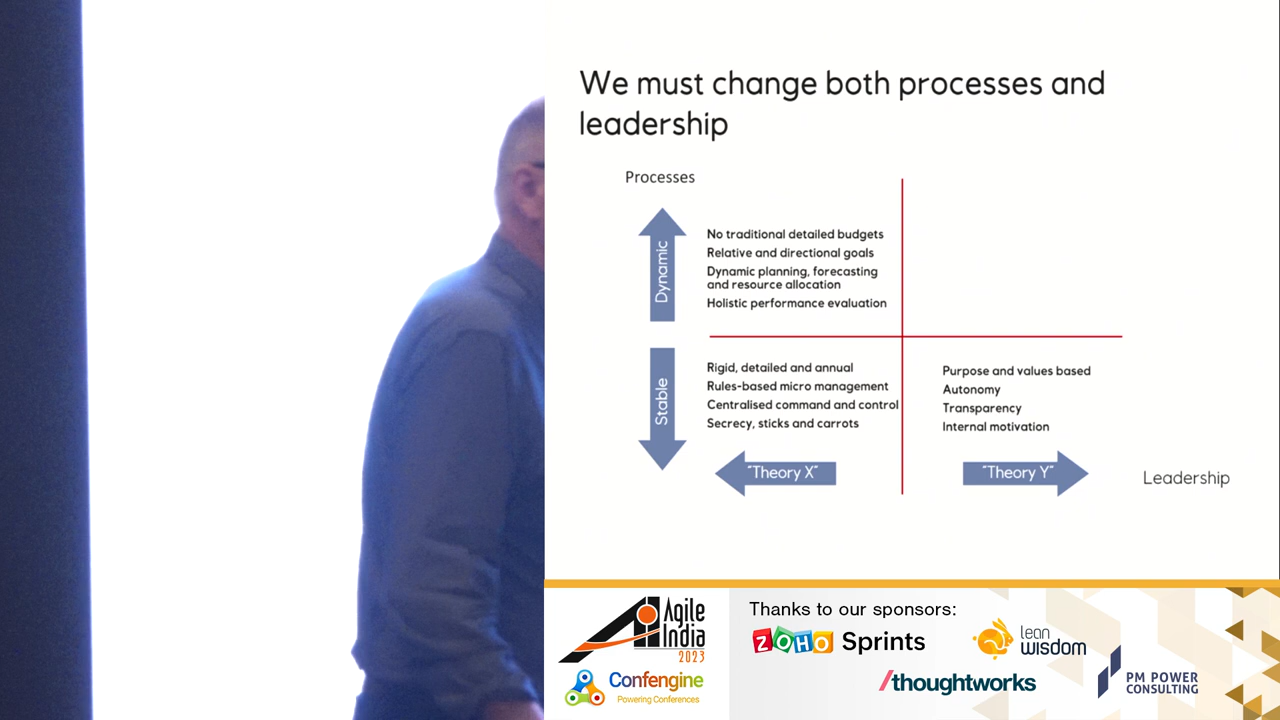 We must change both processes and
leadership
Processes
Dynamic
No traditional detailed budgets
Relative and directional goals
Dynamic planning, forecasting
and resource allocation
Holistic performance evaluation
Stable
Rigid, detailed and annual
Rules-based micro management
Centralised command and control
Secrecy, sticks and carrots
Purpose and values based
Autonomy
Transparency
Internal motivation
"Theory X"
"Theory Y"
Leadership
Agile
India
2023
Confengine
Powering Conferences
Thanks to our sponsors:
ZOHO Sprints
lean
wisdom
/thoughtworks
PM POWER
CONSULTING